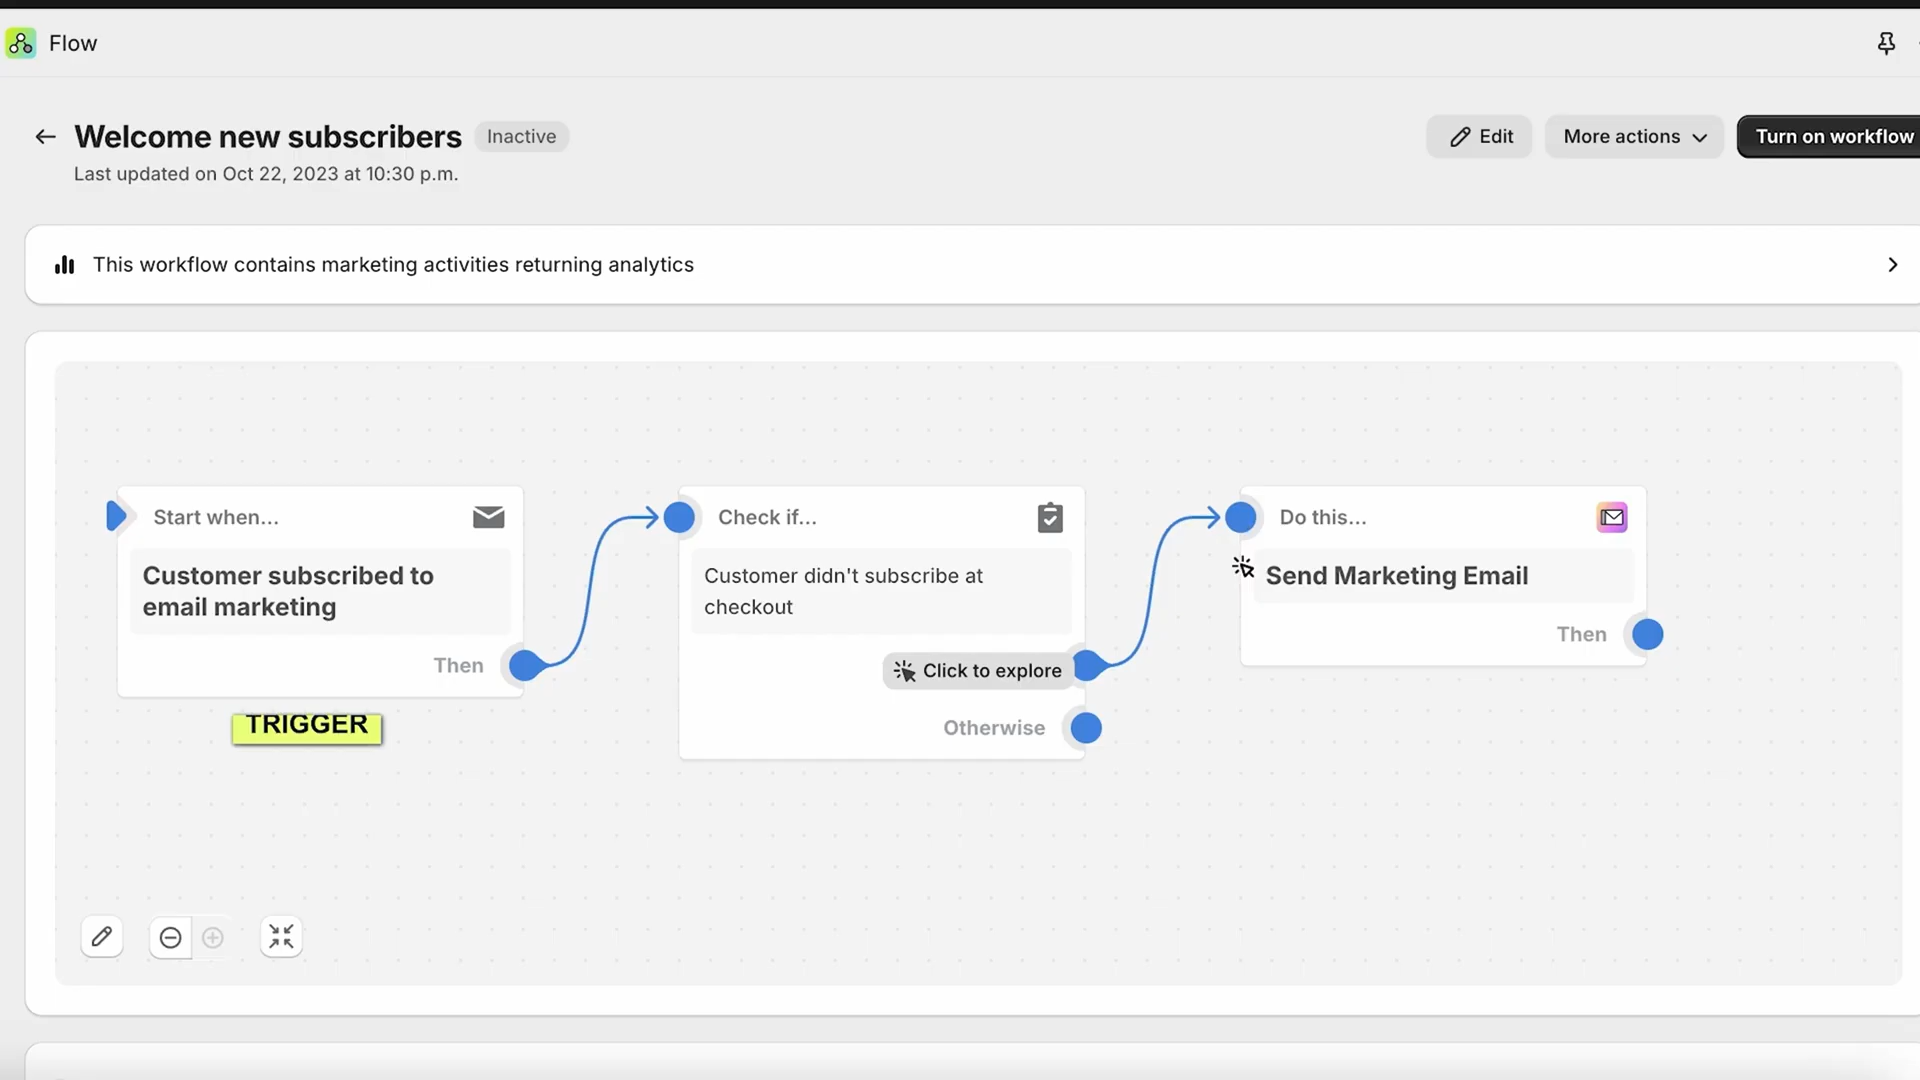 Flow
Welcome new subscribers
Inactive
Last updated on Oct 22, 2023 at 10:30 p.m.
Edit
More actions
Turn on workflow
This workflow contains marketing activities returning analytics
Start when...
Customer subscribed to
email marketing
Then
TRIGGER
Check if...
Customer didn't subscribe at
checkout
Click to explore
Otherwise
Do this...
Send Marketing Email
Then